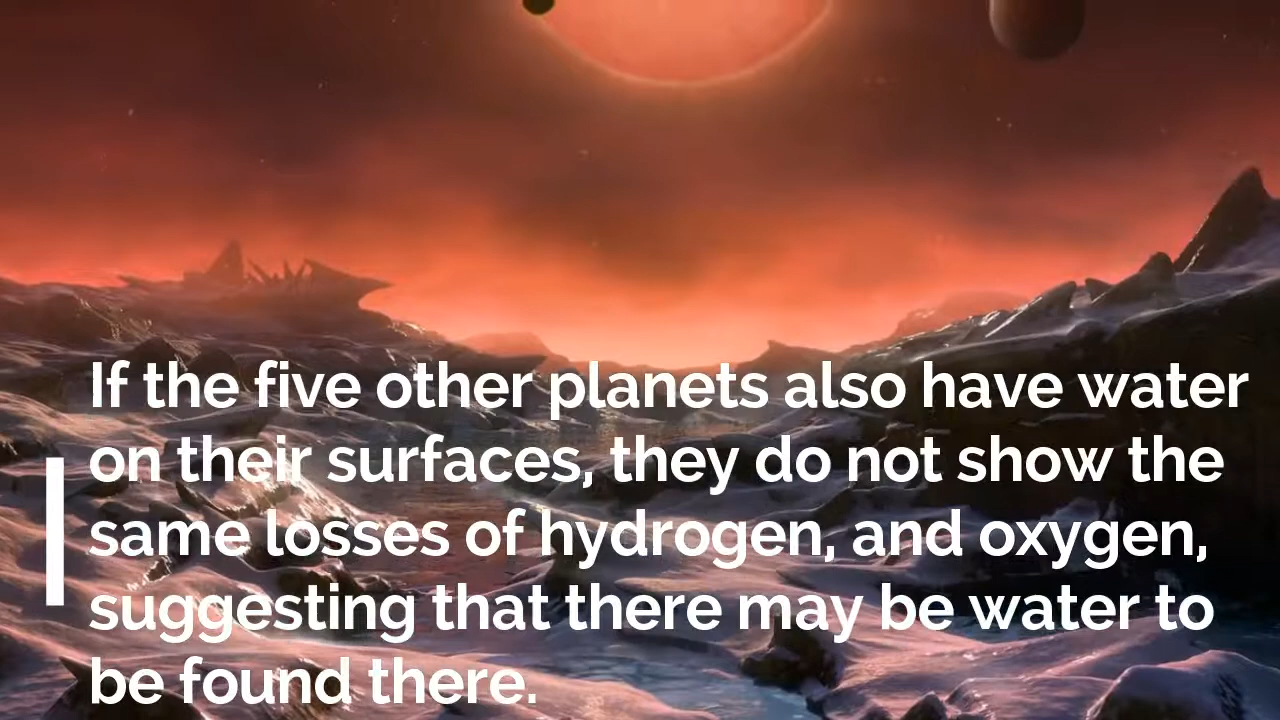 If the five other planets also have water
on their surfaces, they do not show the
same losses of hydrogen, and oxygen,
suggesting that there may be water to
be found there.